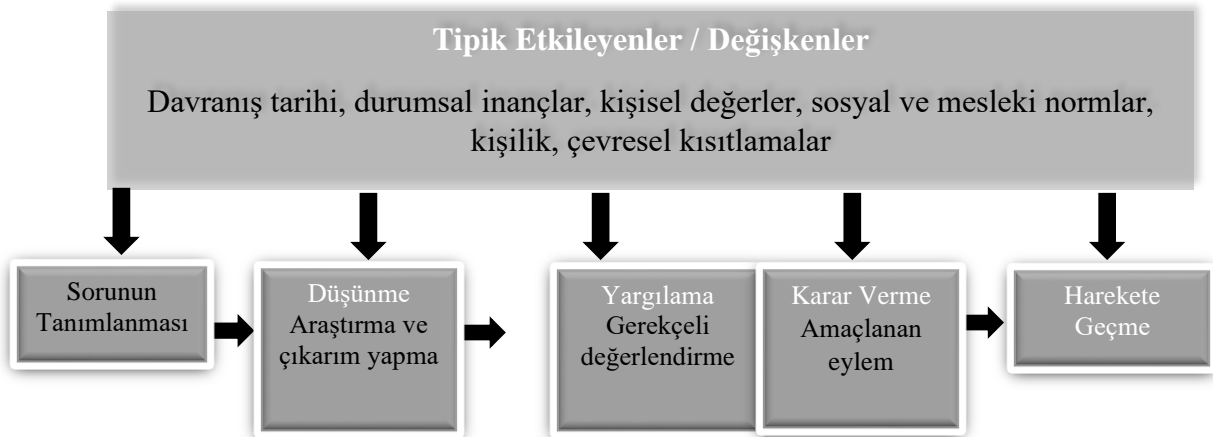 Tipik Etkileyenler / Değişkenler
Davranış tarihi, durumsal inançlar, kişisel değerler, sosyal ve mesleki normlar,
kişilik, çevresel kısıtlamalar
Sorunun
Tanımlanması
Düşünme
Araştırma ve
çıkarım yapma
Yargılama
Gerekçeli
değerlendirme
Karar Verme
Amaçlanan
eylem
Harekete
Geçme